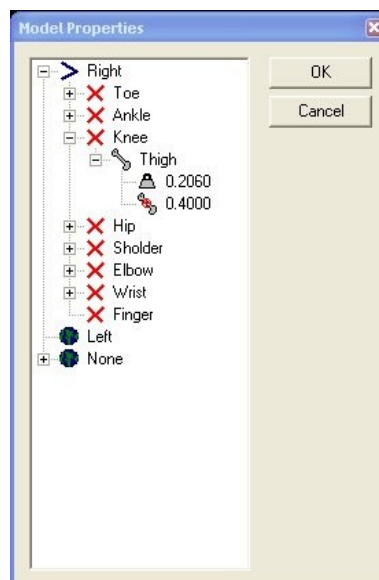 Model Properties
Right
Toe
Ankle
Knee
Thigh
0.2060
0.4000
Hip
Sholder
Elbow
Wrist
Finger
Left
None
OK
Cancel